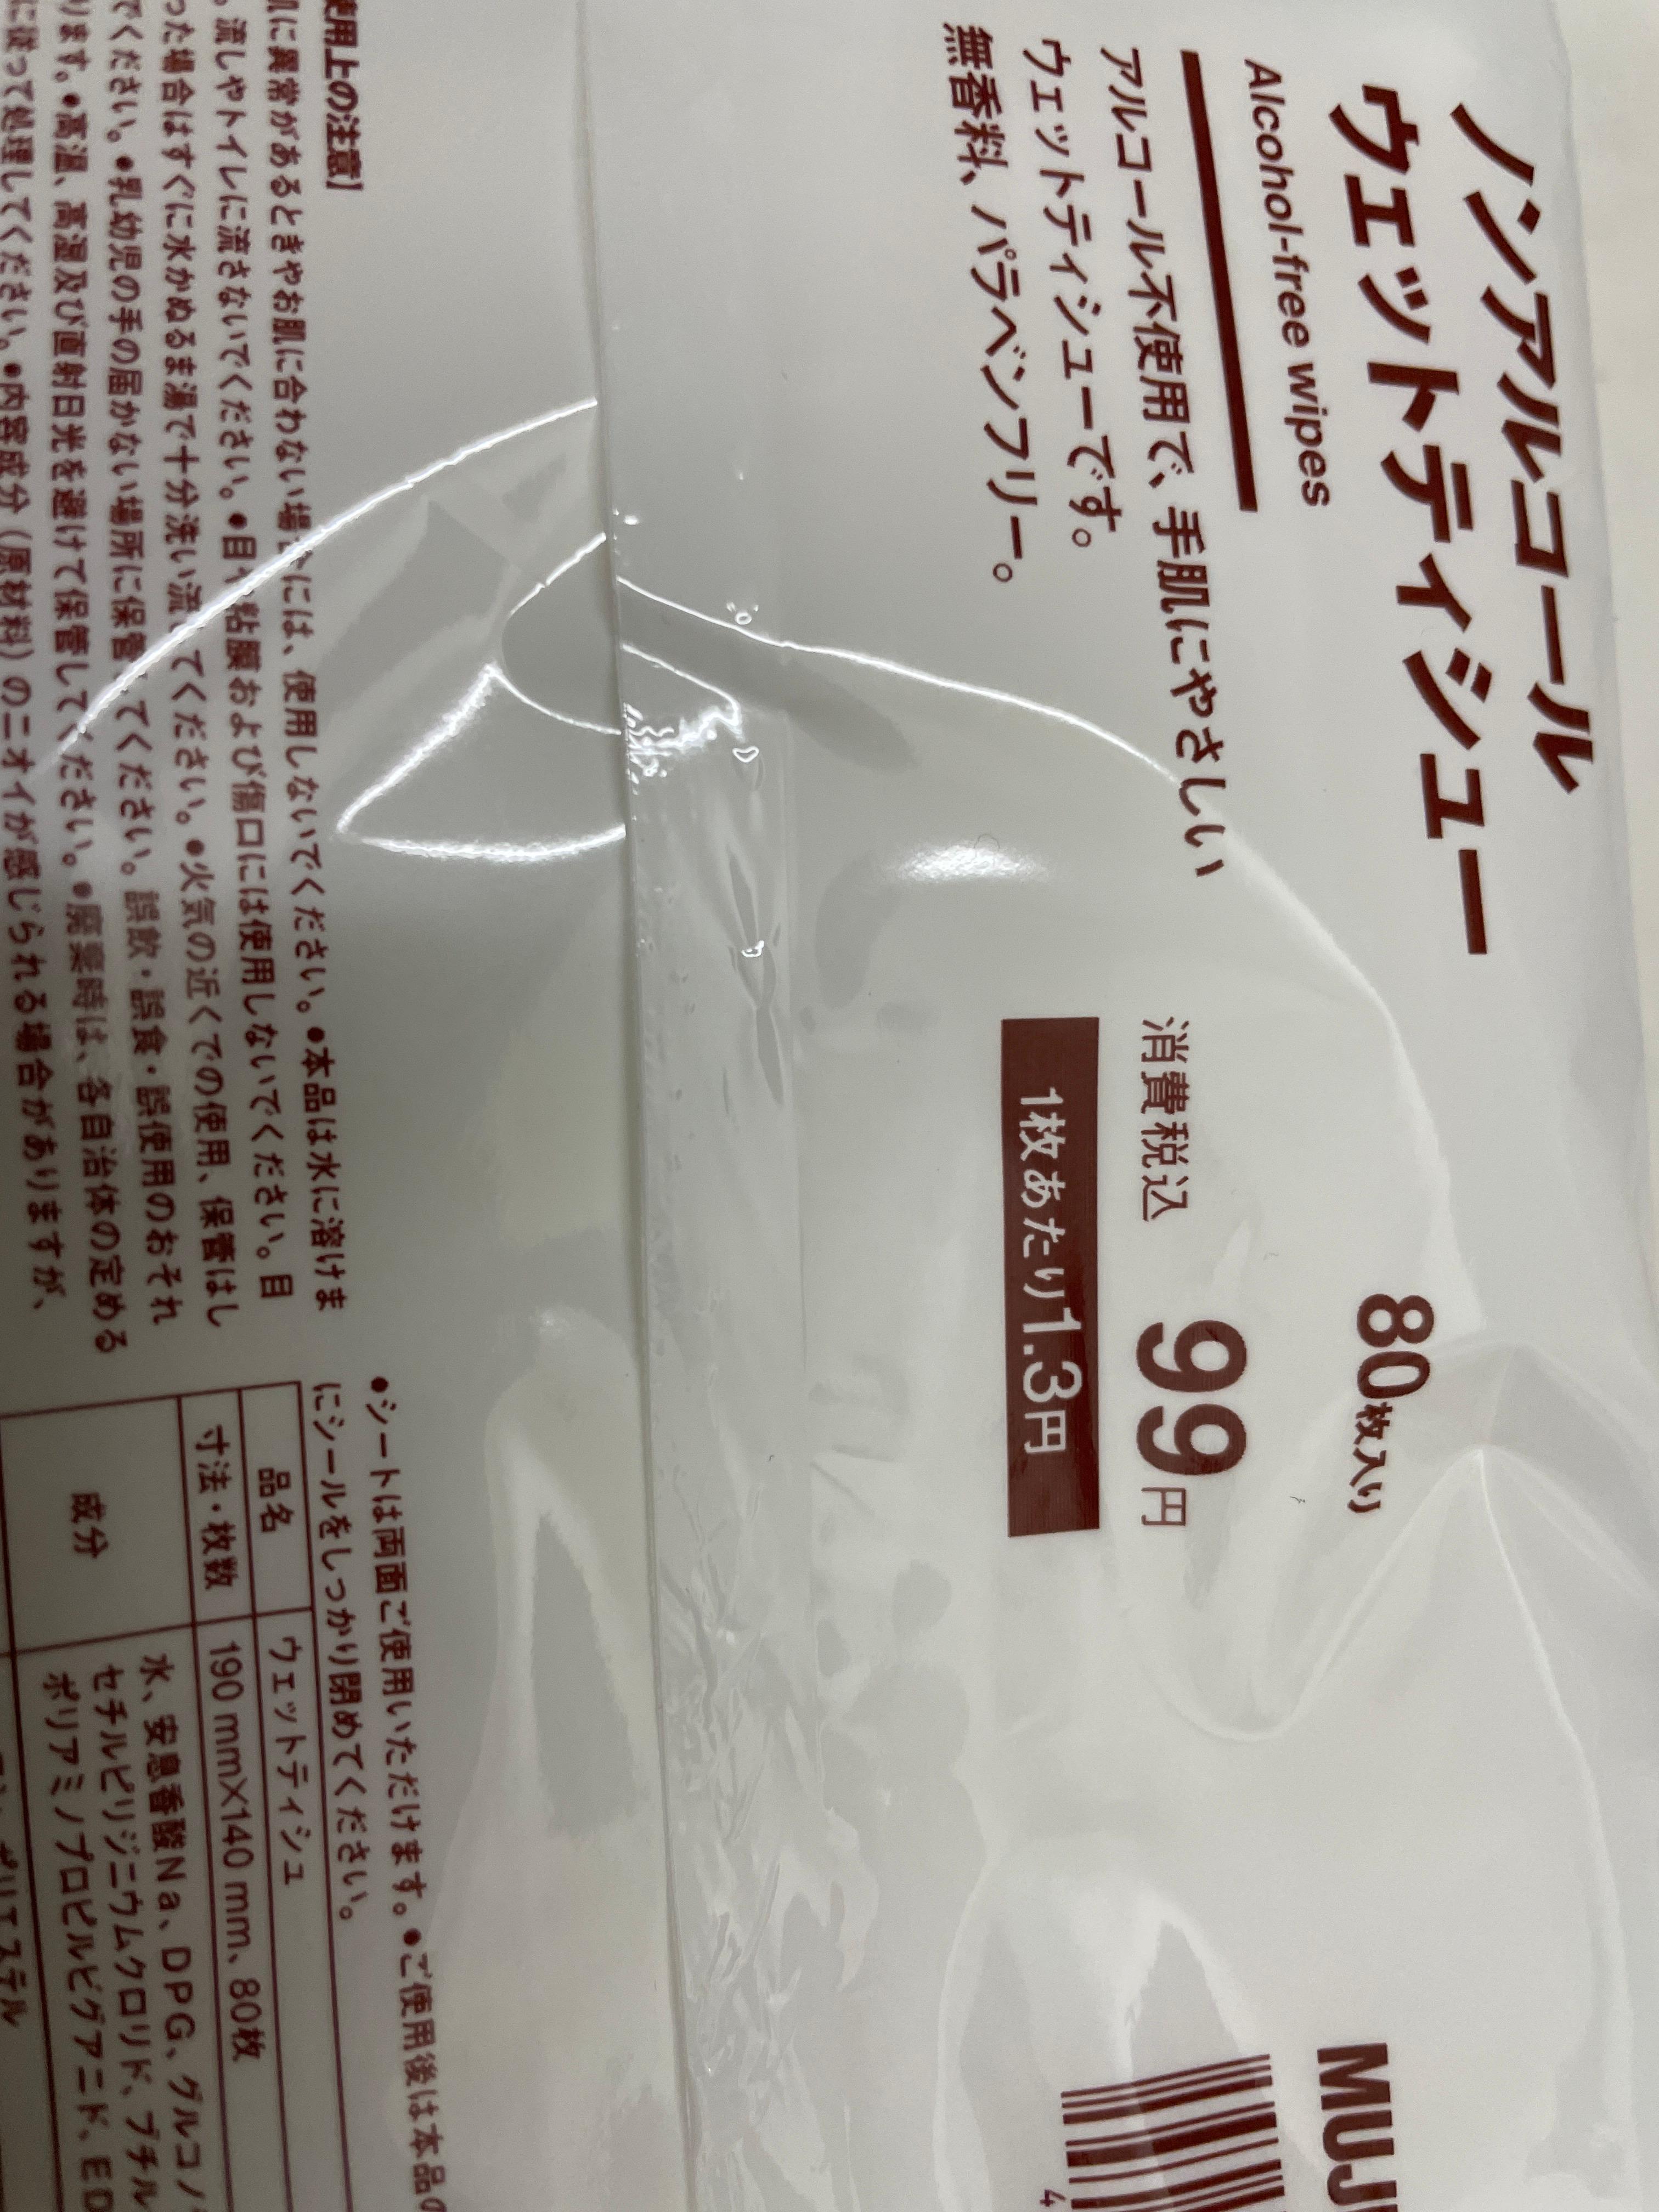 ノンアルコール
ウェットティシュー
Alcohol-free wipes
アルコール不使用で、手肌にやさしい
ウェットティシューです。
無香料、パラベンフリー。
80枚入り
消費税込 99円
1枚あたり1.3円
MUJ
4
使用上の注意】
肌に異常があるときやお肌に合わない場合には、使用しないでください。●本品は水に溶けま
。流しやトイレに流さないでください。●目や粘膜および傷口には使用しないでください。目
った場合はすぐに水かぬるま湯で十分洗い流してください。●火気の近くでの使用、保管はし
でください。●乳幼児の手の届かない場所に保管してください。誤飲・誤食・誤使用のおそれ
ります。●高温、高湿及び直射日光を避けて保管してください。●廃棄時は、各自治体の定める
に従って処理してください。●内容成分（原材料）のニオイが感じられる場合がありますが、
●シートは両面ご使用いただけます。●ご使用後は本品の
にシールをしっかり閉めてください。
品名 ウェットティシュ
寸法・枚数 190 mm×140 mm、80枚
成分 水、安息香酸Na、DPG、グルコノ
セチルピリジニウムクロリド、ブチル
ポリアミノプロピルビグアニド、ED
ポリエステル